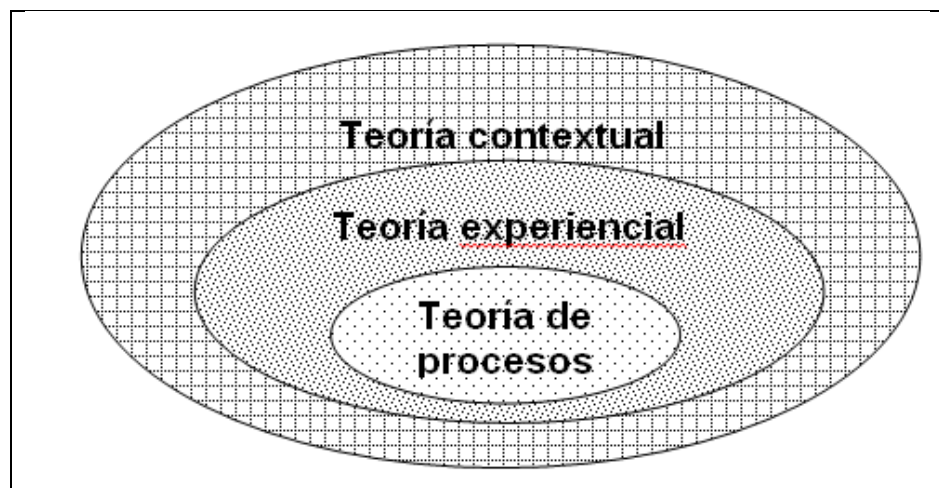 Teoría contextual
Teoría experiencial
Teoría de
procesos